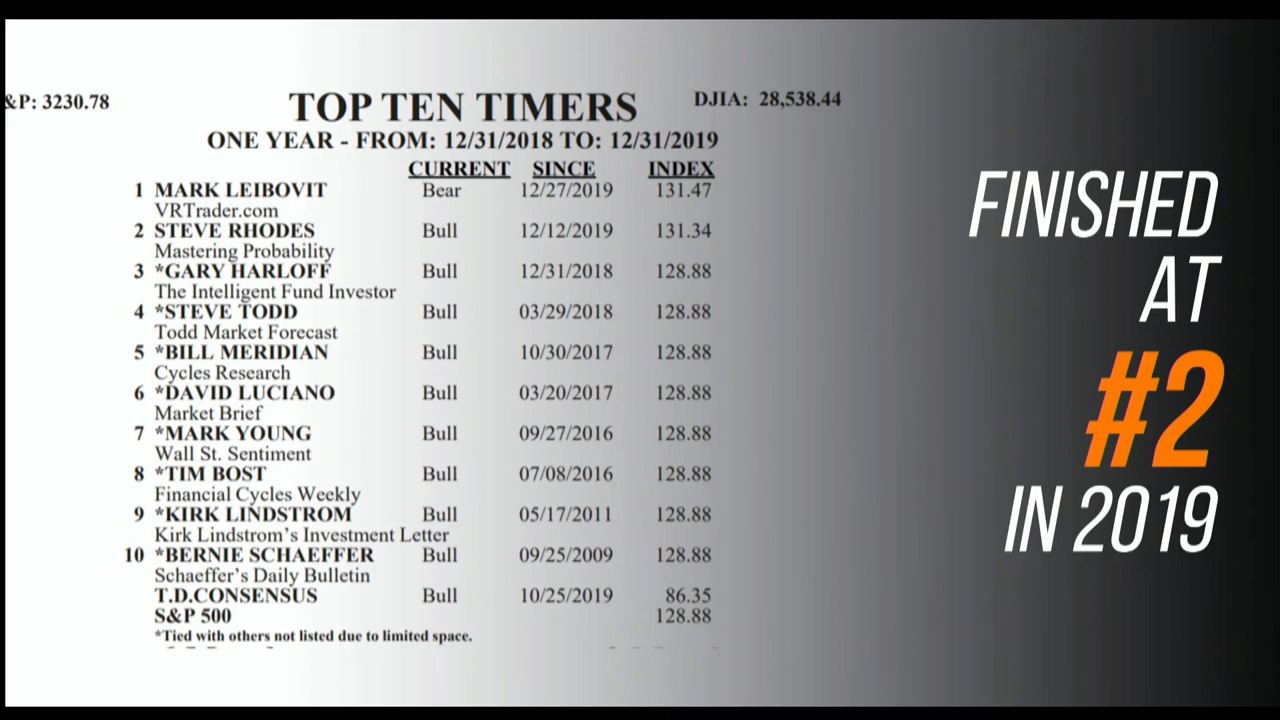 &P: 3230.78
TOP TEN TIMERS
DJIA: 28,538.44
ONE YEAR - FROM: 12/31/2018 TO: 12/31/2019
CURRENT SINCE INDEX
1 MARK LEIBOVIT Bear 12/27/2019 131.47
VRTrader.com
2 STEVE RHODES Bull 12/12/2019 131.34
Mastering Probability
3 *GARY HARLOFF Bull 12/31/2018 128.88
The Intelligent Fund Investor
4 *STEVE TODD Bull 03/29/2018 128.88
Todd Market Forecast
5 *BILL MERIDIAN Bull 10/30/2017 128.88
Cycles Research
6 *DAVID LUCIANO Bull 03/20/2017 128.88
Market Brief
7 *MARK YOUNG Bull 09/27/2016 128.88
Wall St. Sentiment
8 *TIM BOST Bull 07/08/2016 128.88
Financial Cycles Weekly
9 *KIRK LINDSTROM Bull 05/17/2011 128.88
Kirk Lindstrom's Investment Letter
10 *BERNIE SCHAEFFER Bull 09/25/2009 128.88
Schaeffer's Daily Bulletin
T.D.CONSENSUS Bull 10/25/2019 86.35
S&P 500 128.88
*Tied with others not listed due to limited space.
FINISHED
AT
#2
IN 2019